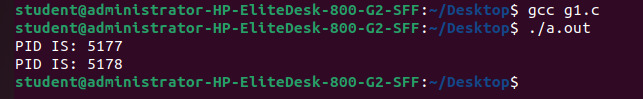 student@administrator-HP-EliteDesk-800-G2-SFF:~/Desktop$ gcc g1.c
student@administrator-HP-EliteDesk-800-G2-SFF:~/Desktop$ ./a.out
PID IS: 5177
PID IS: 5178
student@administrator-HP-EliteDesk-800-G2-SFF:~/Desktop$